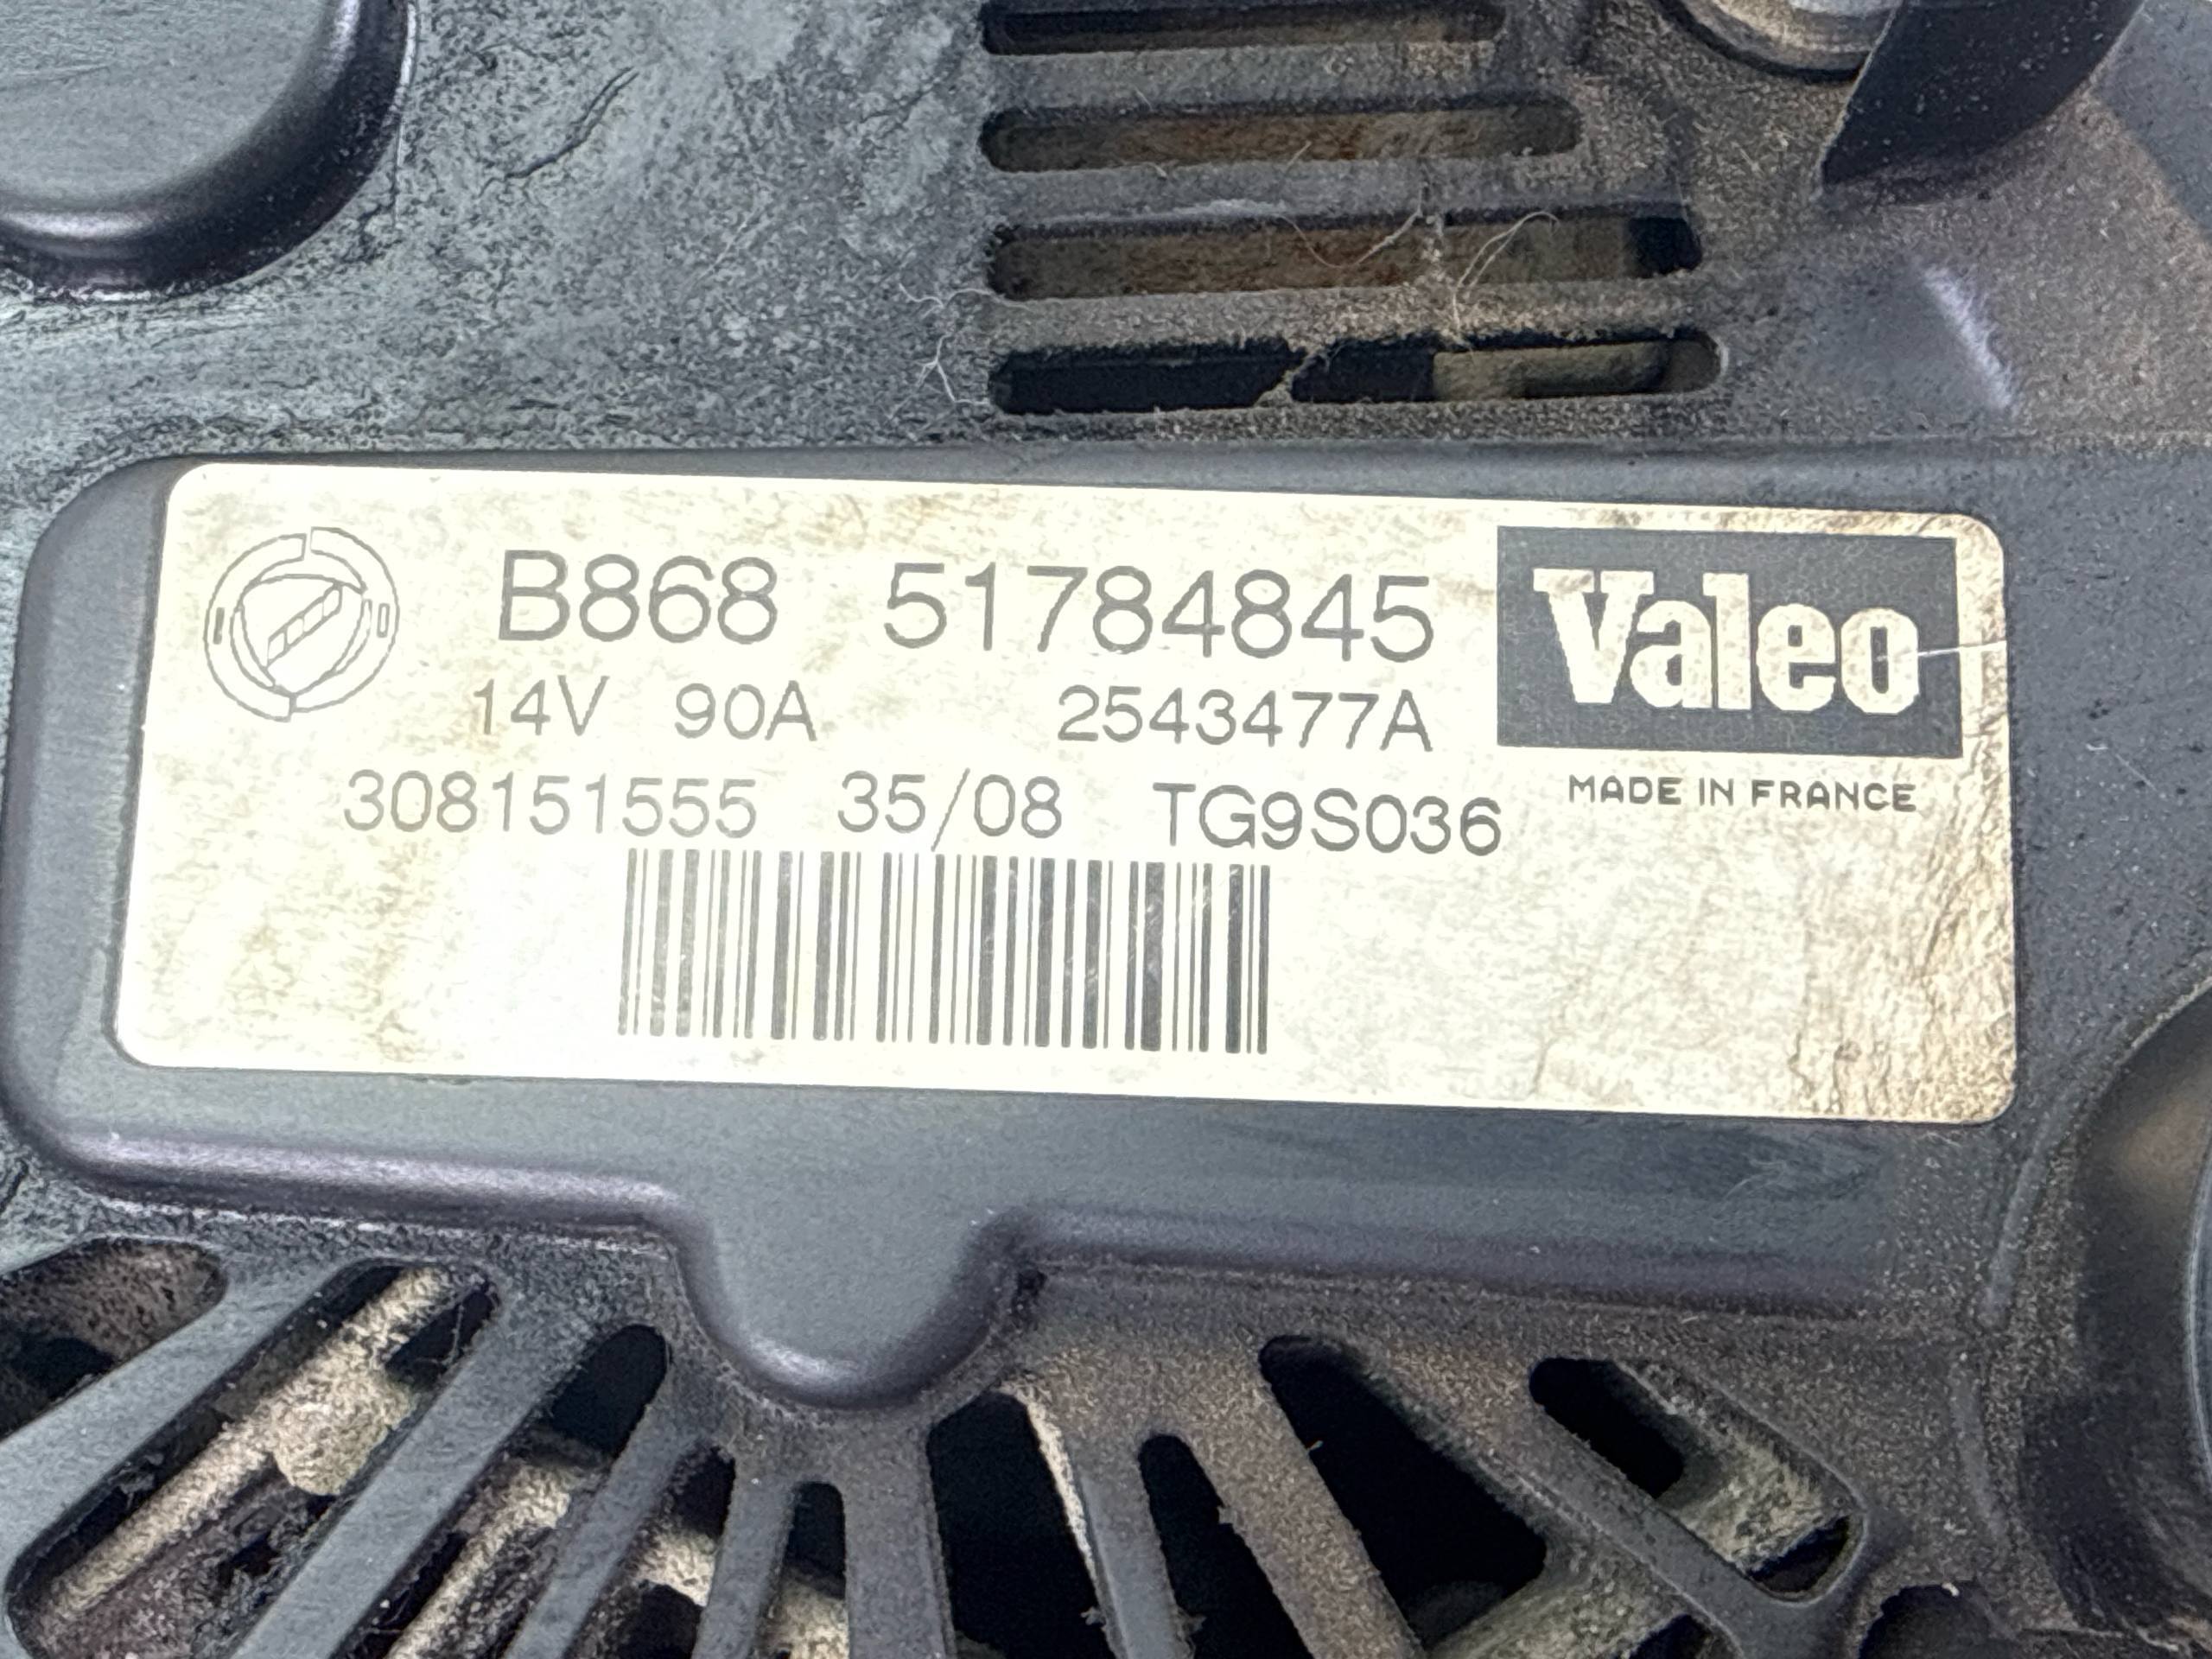 B868 51784845
Valeo
14V 90A 2543477A
MADE IN FRANCE
308151555 35/08 TG9S036